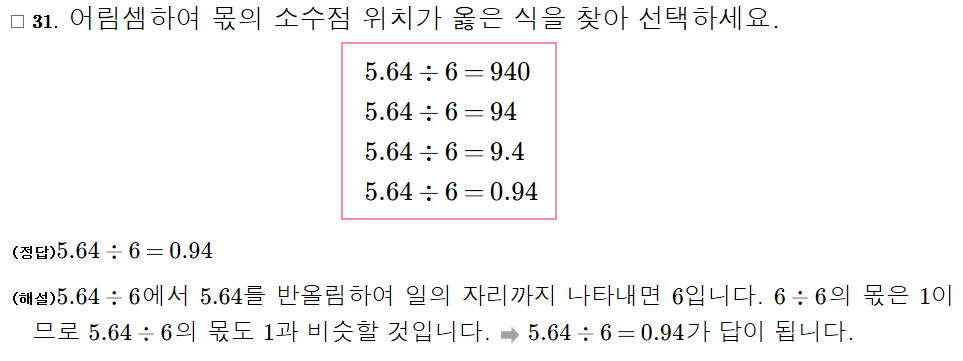 □ 31. 어림셈하여 몫의 소수점 위치가 옳은 식을 찾아 선택하세요.
5.64 ÷ 6 = 940
5.64 ÷ 6 = 94
5.64 ÷ 6 = 9.4
5.64 ÷ 6 = 0.94
(정답)5.64 ÷ 6 = 0.94
(해설)5.64 ÷ 6에서 5.64를 반올림하여 일의 자리까지 나타내면 6입니다. 6 ÷ 6의 몫은 1이
므로 5.64 ÷ 6의 몫도 1과 비슷할 것입니다. ➡ 5.64 ÷ 6 = 0.94가 답이 됩니다.